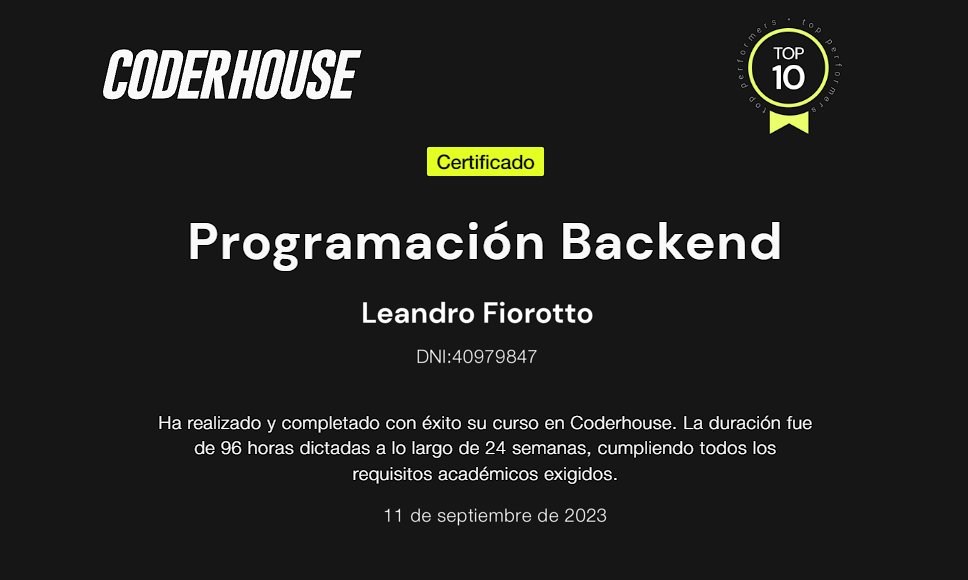 CODERHOUSE
top performers • top performers
TOP
10
Certificado
Programación Backend
Leandro Fiorotto
DNI:40979847
Ha realizado y completado con éxito su curso en Coderhouse. La duración fue
de 96 horas dictadas a lo largo de 24 semanas, cumpliendo todos los
requisitos académicos exigidos.
11 de septiembre de 2023